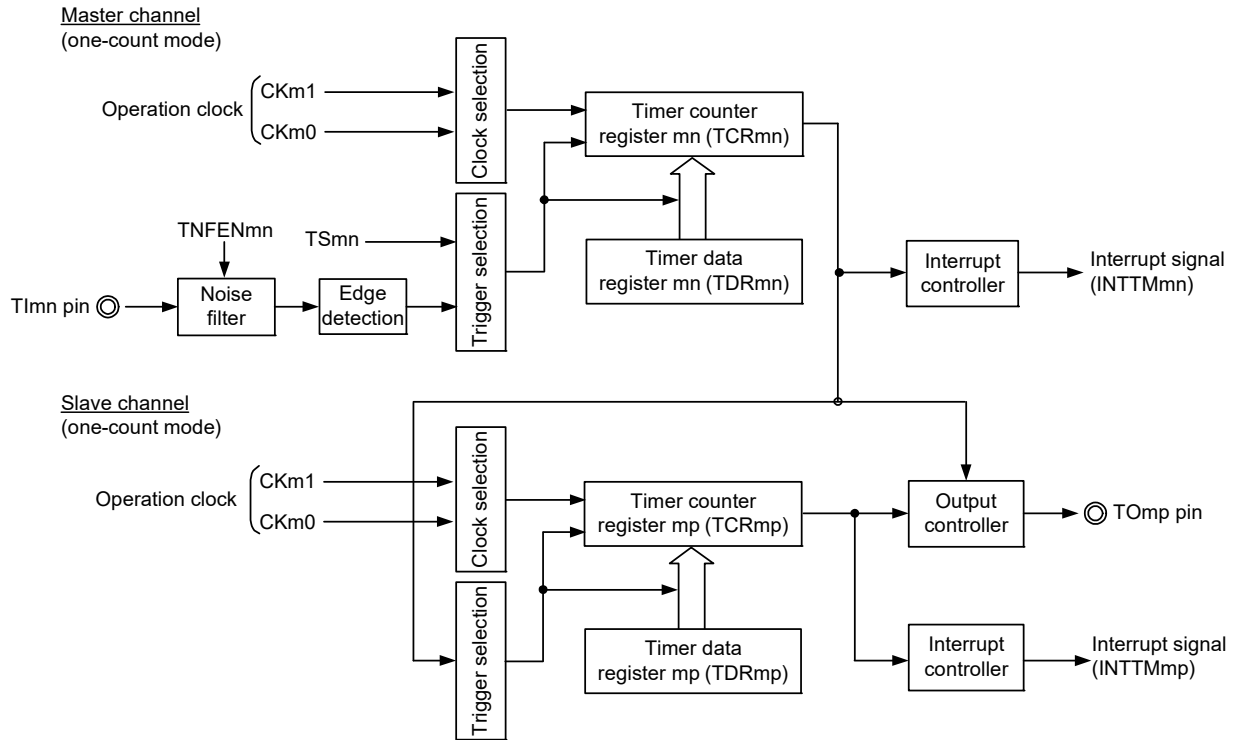 Master channel
(one-count mode)
Operation clock
CKm1
CKm0
Clock selection
Timer counter
register mn (TCRmn)
TNFENmn
TSmn
Trigger selection
Timer data
register mn (TDRmn)
Interrupt
controller
Interrupt signal
(INTTMmn)
TImn pin
Noise
filter
Edge
detection
Slave channel
(one-count mode)
Operation clock
CKm1
CKm0
Clock selection
Timer counter
register mp (TCRmp)
Output
controller
TOmp pin
Trigger selection
Timer data
register mp (TDRmp)
Interrupt
controller
Interrupt signal
(INTTMmp)